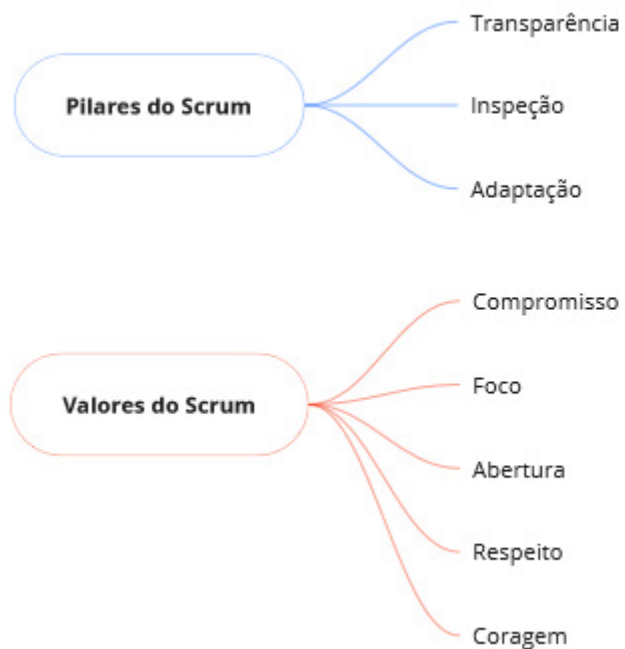 Pilares do Scrum
Transparência
Inspeção
Adaptação
Valores do Scrum
Compromisso
Foco
Abertura
Respeito
Coragem